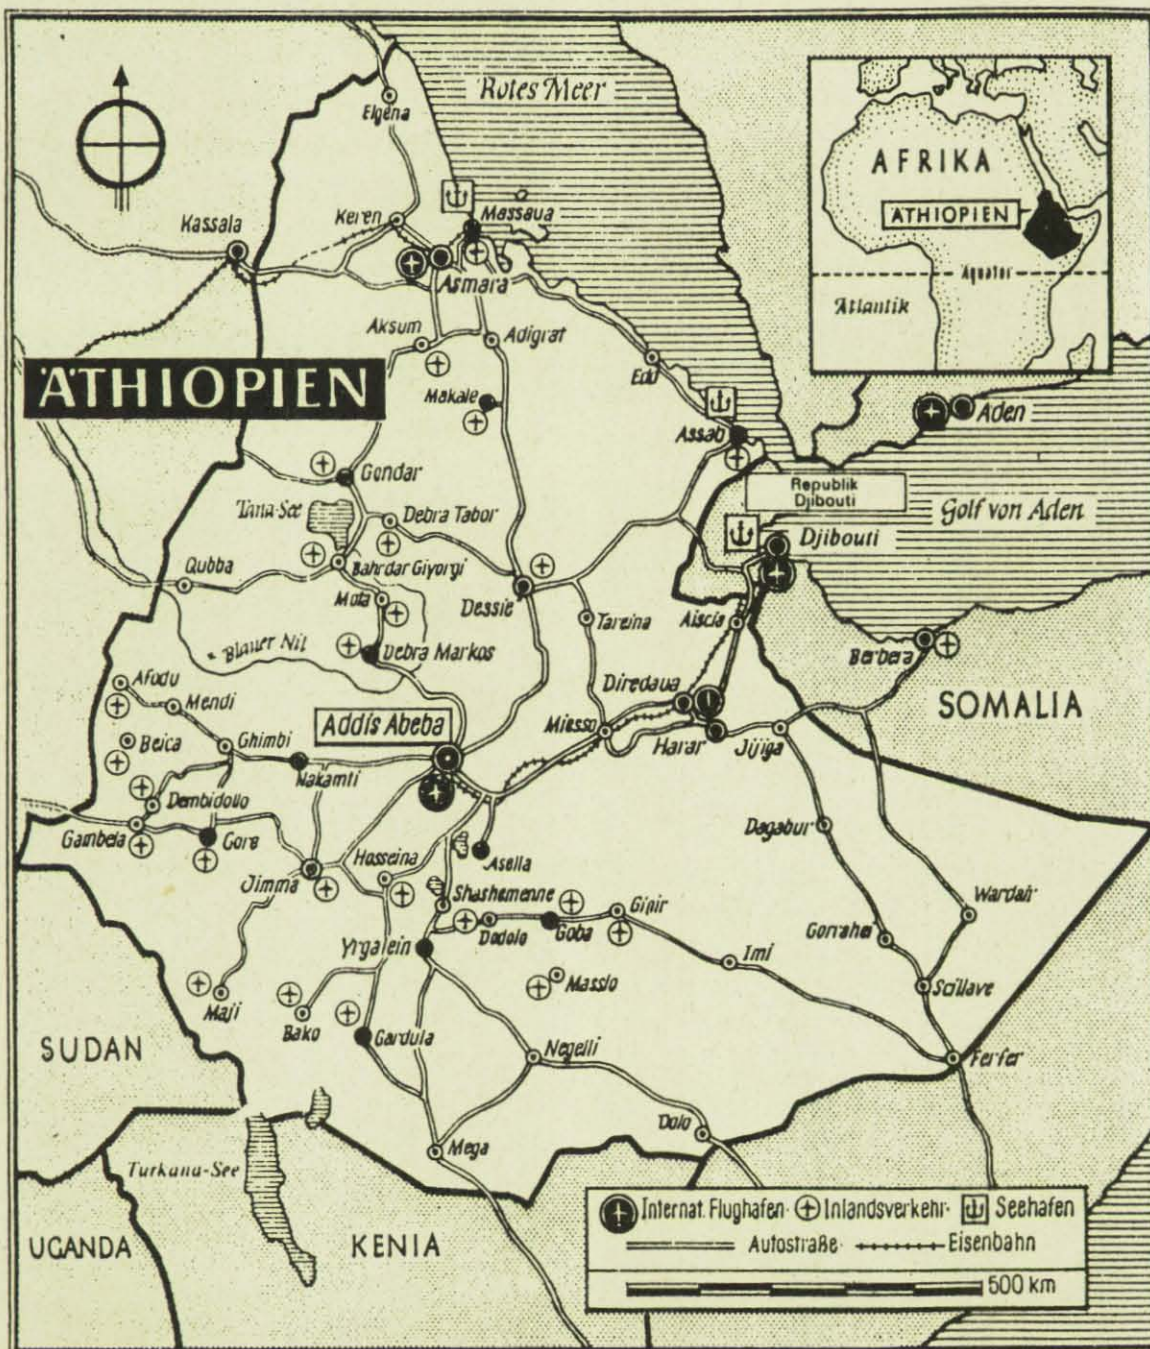 Rotes Meer
Elgena
AFRIKA
ÄTHIOPIEN
Äquator
Atlantik
Kassala
Keren
Massaua
Asmara
Aksum
Adigrat
ÄTHIOPIEN
Edd
Makale
Assab
Aden
Gondar
Republik
Djibouti
Tana-See
Debra Tabor
Golf von Aden
Djibouti
Qubba
Bahrdar Giyorgi
Mota
Dessie
Tareina
Aiscia
Blauer Nil
Debra Markos
Berbera
Afodu
Mendi
Diredaua
SOMALIA
Addis Abeba
Miesso
Harar
Jijiga
Beica
Ghimbi
Nakamti
Dembidollo
Gambela
Gore
Dagabur
Hosseina
Asella
Jimma
Shashemenne
Ginir
Wardair
Dodola
Goba
Gorrahei
Yrgalein
Imi
Massio
Scillave
Maji
Bako
Gardula
SUDAN
Negelli
Ferfer
Dolo
Mega
Turkana-See
UGANDA
KENIA
Internat. Flughafen· Inlandsverkehr· Seehafen
Autostraße· Eisenbahn
500 km